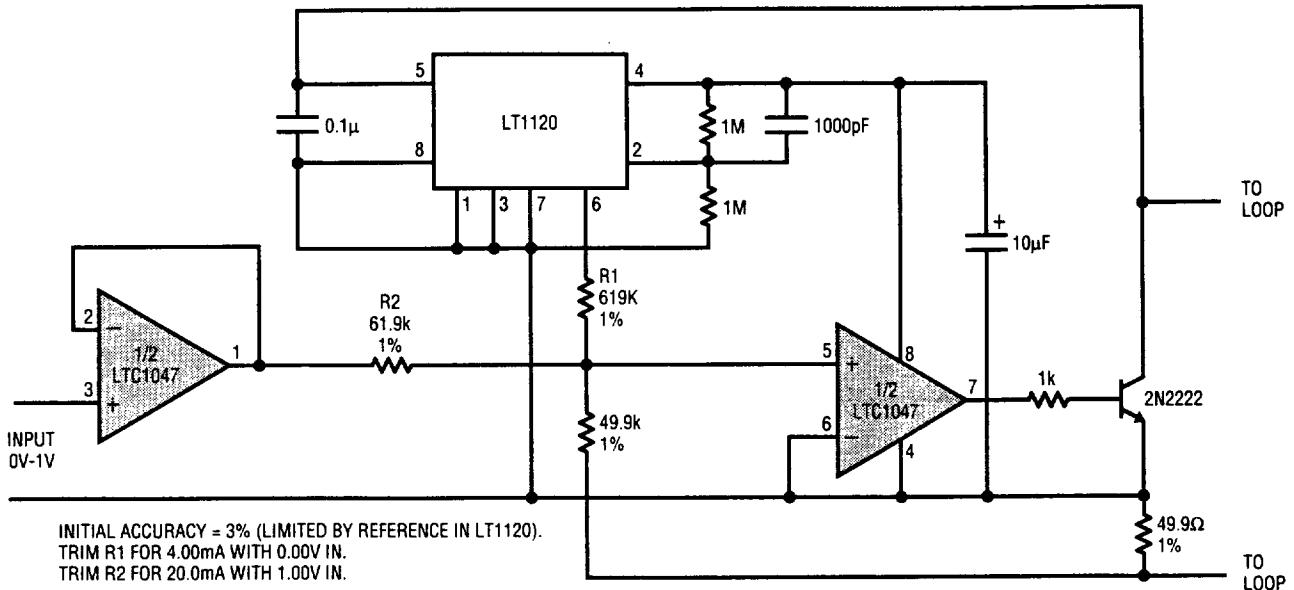 5
4
LT1120
0.1µ
1M
1000pF
8
2
1
3
7
6
1M
TO
LOOP
+
10µF
R1
619K
1%
R2
61.9k
1%
2
−
1/2
LTC1047
1
3
+
INPUT
0V-1V
5
+
8
1/2
LTC1047
7
6
−
4
1k
2N2222
49.9k
1%
49.9Ω
1%
TO
LOOP
INITIAL ACCURACY = 3% (LIMITED BY REFERENCE IN LT1120).
TRIM R1 FOR 4.00mA WITH 0.00V IN.
TRIM R2 FOR 20.0mA WITH 1.00V IN.